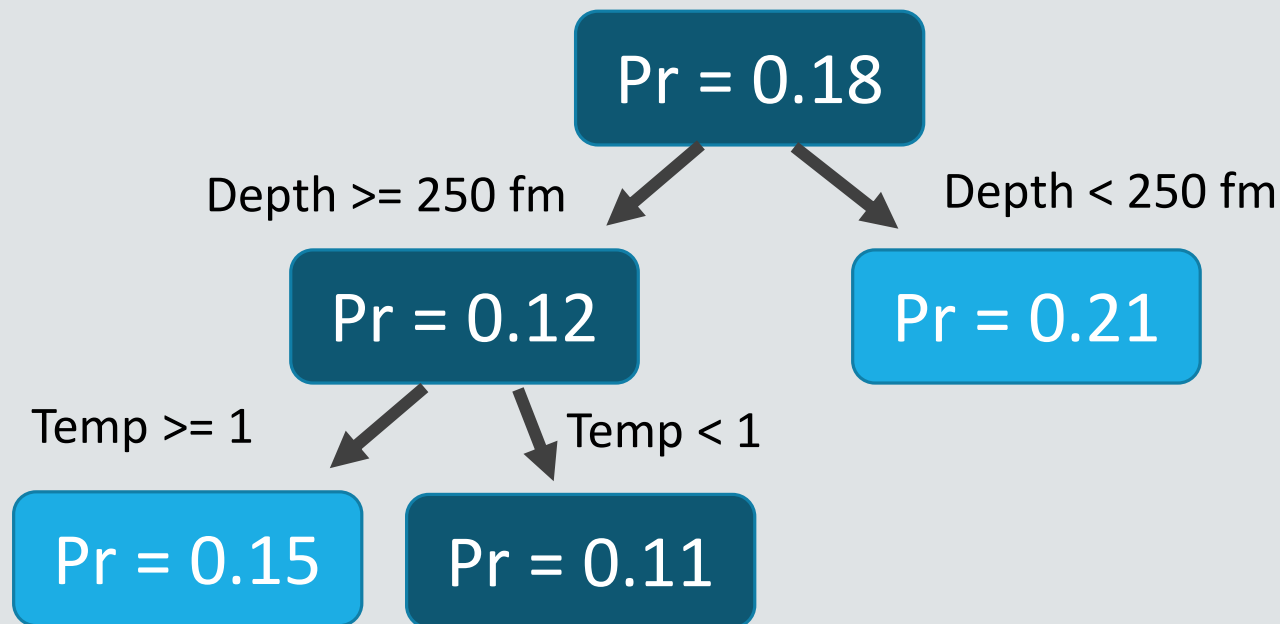 Pr = 0.18
Depth >= 250 fm
Depth < 250 fm
Pr = 0.12
Pr = 0.21
Temp >= 1
Temp < 1
Pr = 0.15
Pr = 0.11